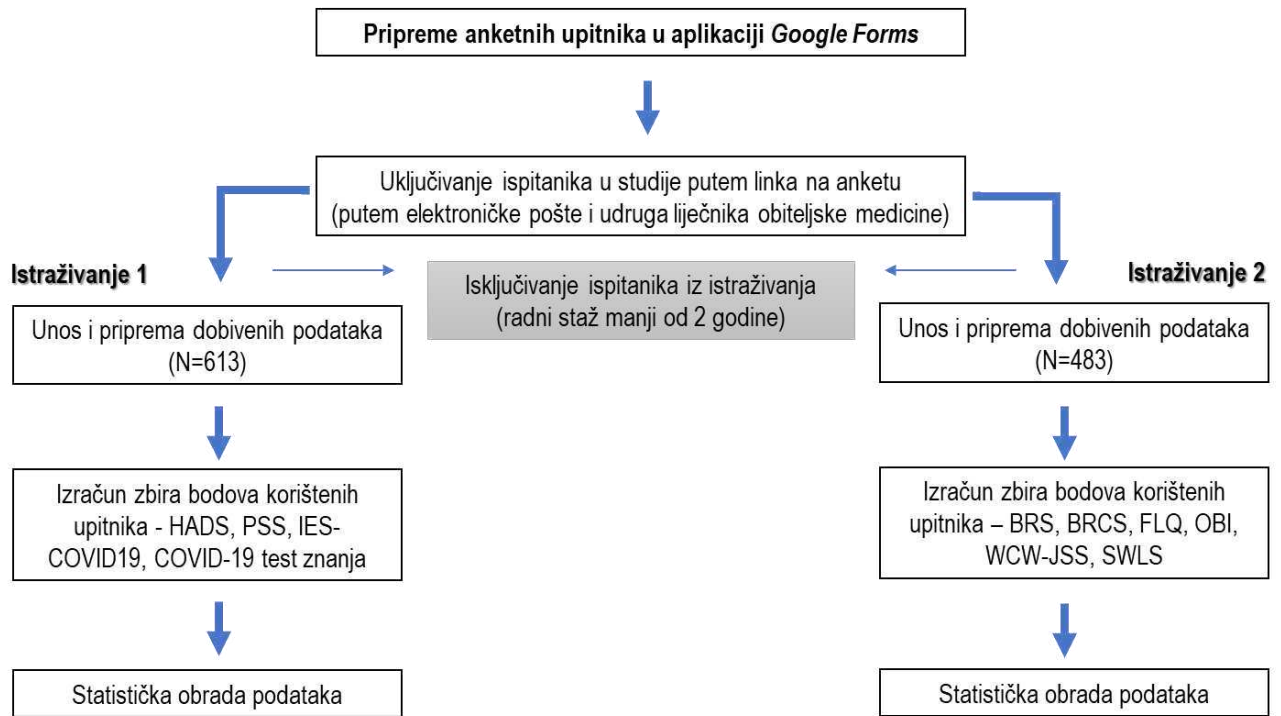 Pripreme anketnih upitnika u aplikaciji Google Forms
Uključivanje ispitanika u studije putem linka na anketu
(putem elektroničke pošte i udruga liječnika obiteljske medicine)
Istraživanje 1
Isključivanje ispitanika iz istraživanja
(radni staž manji od 2 godine)
Istraživanje 2
Unos i priprema dobivenih podataka
(N=613)
Unos i priprema dobivenih podataka
(N=483)
Izračun zbira bodova korištenih
upitnika - HADS, PSS, IES-
COVID19, COVID-19 test znanja
Izračun zbira bodova korištenih
upitnika – BRS, BRCS, FLQ, OBI,
WCW-JSS, SWLS
Statistička obrada podataka
Statistička obrada podataka